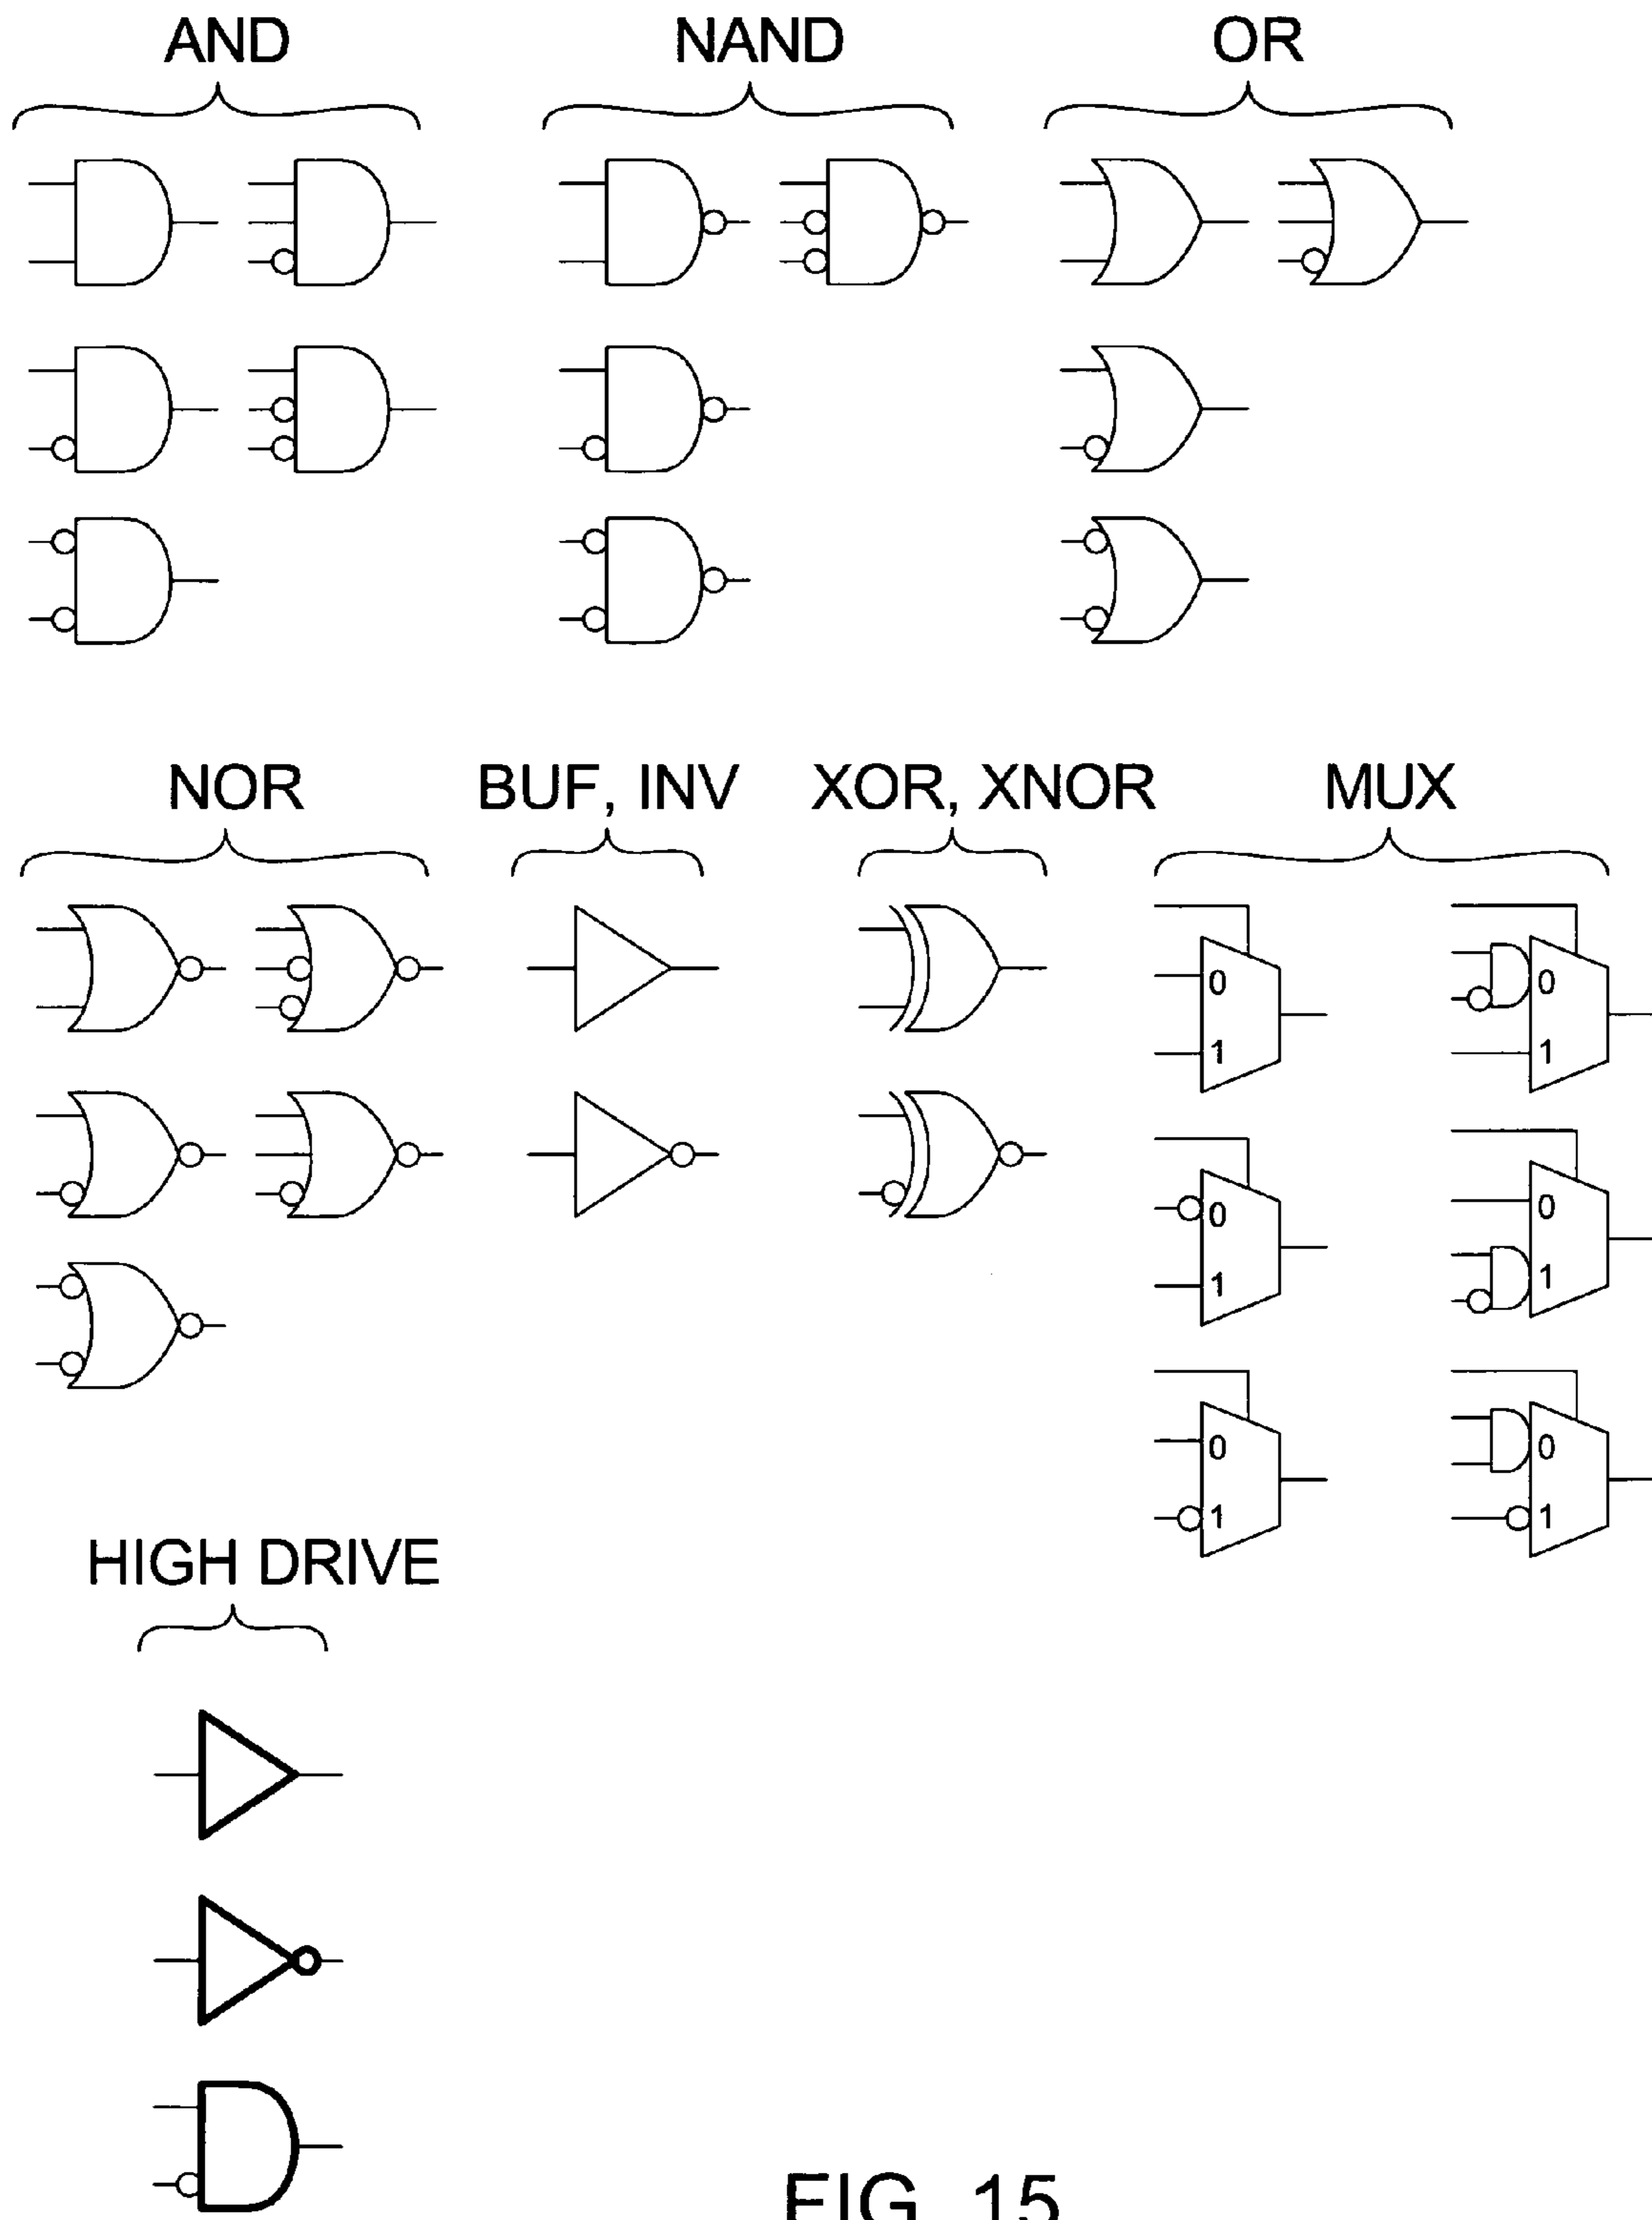 AND NAND OR
NOR BUF, INV XOR, XNOR MUX
0 0
1 1
0 0
1 1
0 0
1 1
HIGH DRIVE
FIG. 15